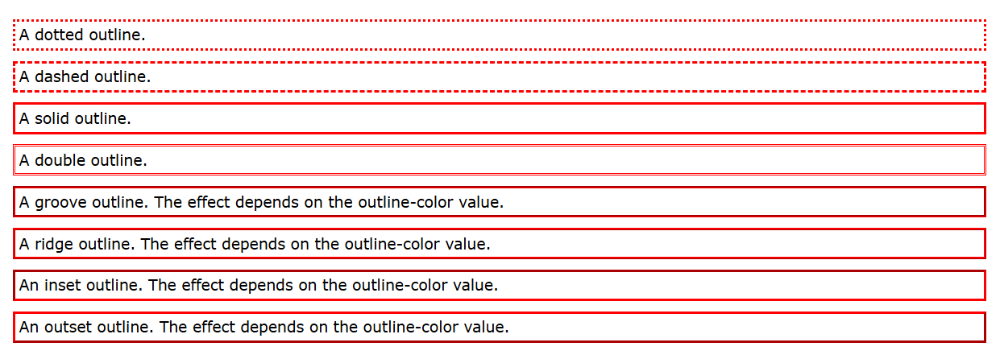 A dotted outline.
A dashed outline.
A solid outline.
A double outline.
A groove outline. The effect depends on the outline-color value.
A ridge outline. The effect depends on the outline-color value.
An inset outline. The effect depends on the outline-color value.
An outset outline. The effect depends on the outline-color value.